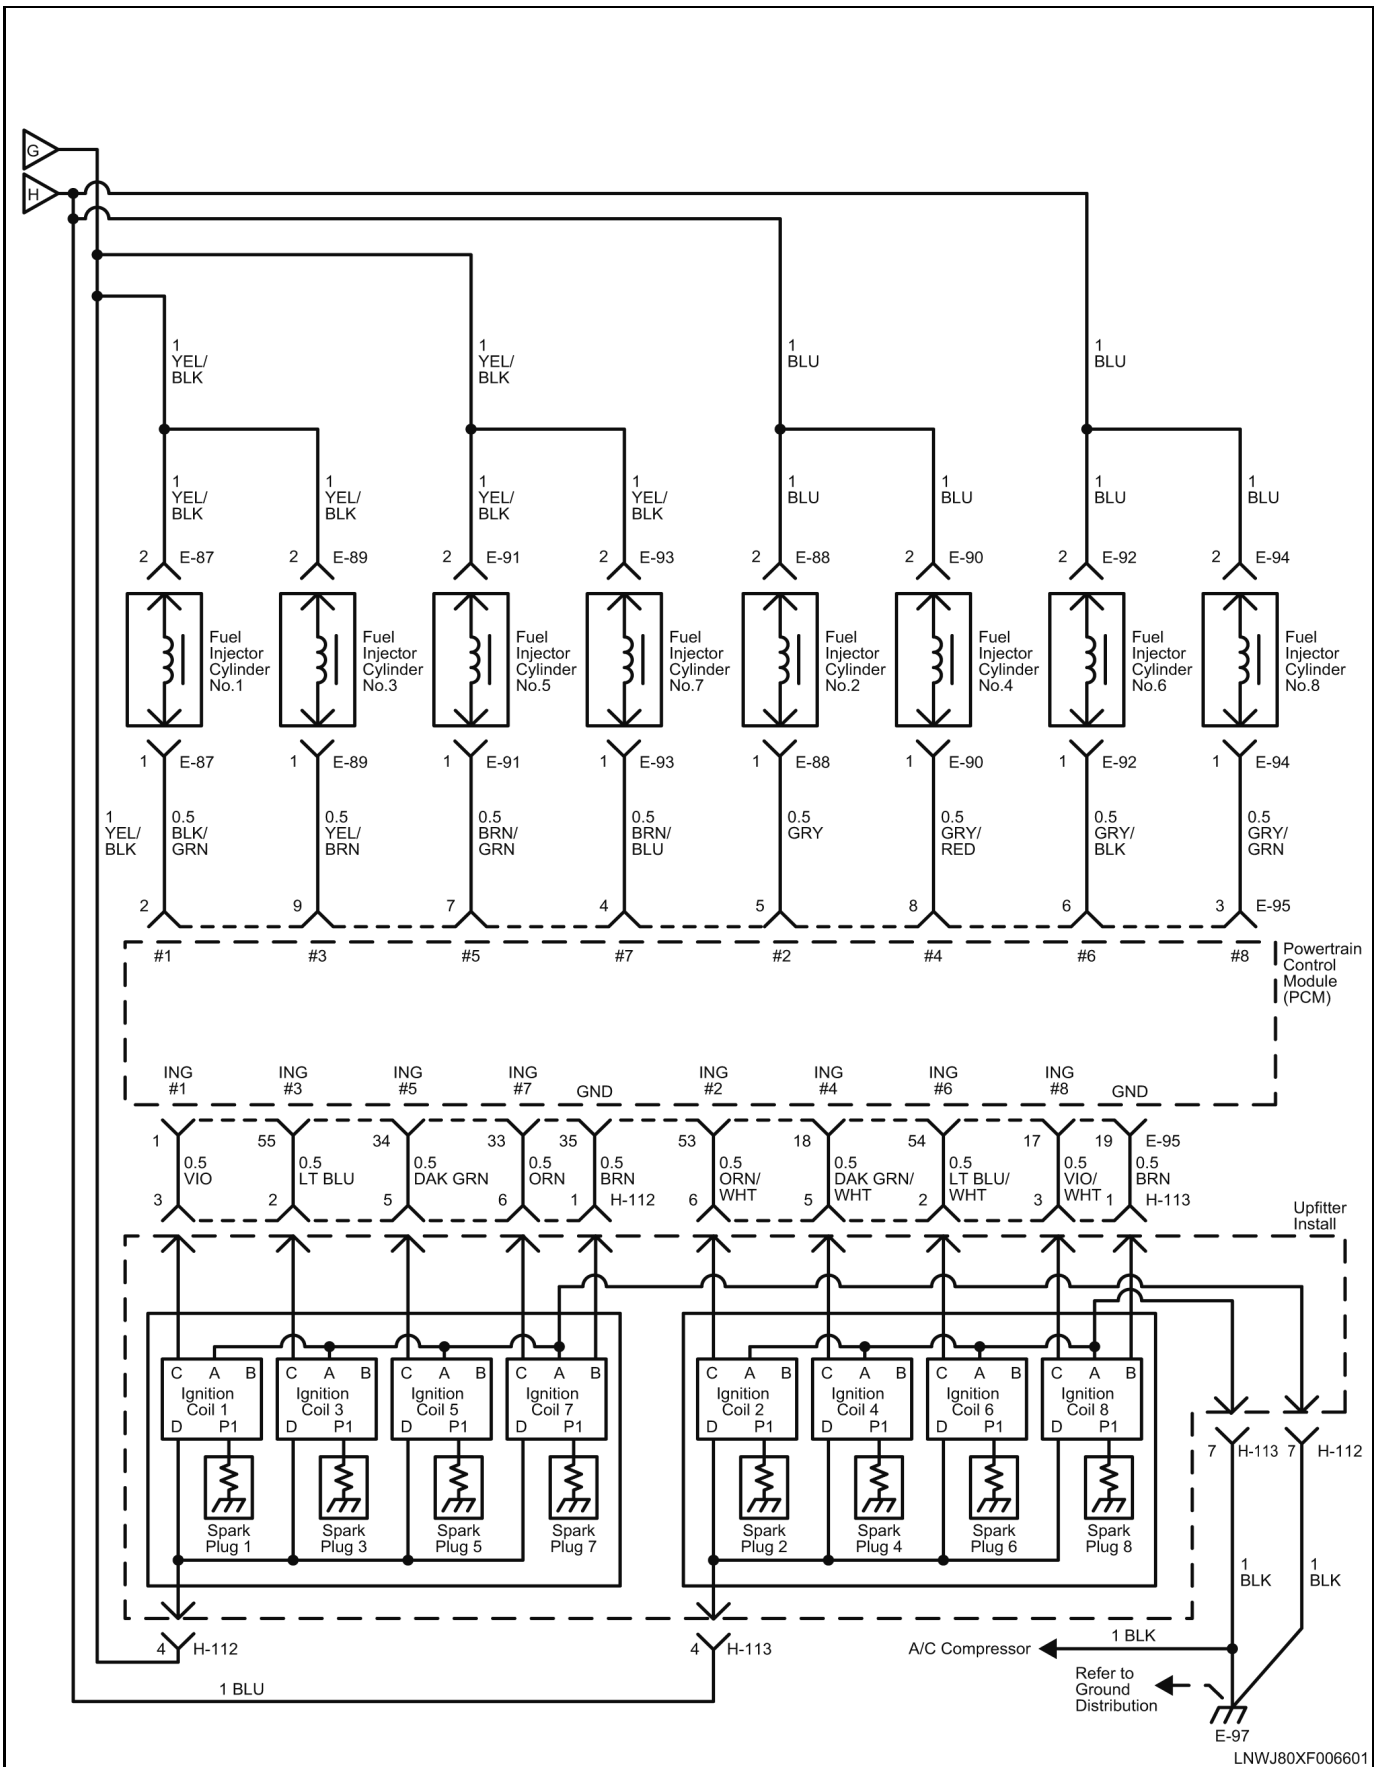 G
H
1 YEL/ BLK
1 YEL/ BLK
1 BLU
1 BLU
1 YEL/ BLK
1 YEL/ BLK
1 YEL/ BLK
1 YEL/ BLK
1 BLU
1 BLU
1 BLU
1 BLU
2 E-87
2 E-89
2 E-91
2 E-93
2 E-88
2 E-90
2 E-92
2 E-94
Fuel Injector Cylinder No.1
Fuel Injector Cylinder No.3
Fuel Injector Cylinder No.5
Fuel Injector Cylinder No.7
Fuel Injector Cylinder No.2
Fuel Injector Cylinder No.4
Fuel Injector Cylinder No.6
Fuel Injector Cylinder No.8
1 E-87
1 E-89
1 E-91
1 E-93
1 E-88
1 E-90
1 E-92
1 E-94
1 YEL/ BLK
0.5 BLK/ GRN
0.5 YEL/ BRN
0.5 BRN/ GRN
0.5 BRN/ BLU
0.5 GRY
0.5 GRY/ RED
0.5 GRY/ BLK
0.5 GRY/ GRN
2 9 7 4 5 8 6 3 E-95
#1 #3 #5 #7 #2 #4 #6 #8
Powertrain
Control
Module
(PCM)
ING #1
ING #3
ING #5
ING #7
GND
ING #2
ING #4
ING #6
ING #8
GND
1 55 34 33 35 53 18 54 17 19 E-95
0.5 VIO
0.5 LT BLU
0.5 DAK GRN
0.5 ORN
0.5 BRN
0.5 ORN/ WHT
0.5 DAK GRN/ WHT
0.5 LT BLU/ WHT
0.5 VIO/ WHT
0.5 BRN
3 2 5 6 1 H-112 6 5 2 3 1 H-113
Upfitter
Install
C A B
C A B
C A B
C A B
C A B
C A B
C A B
C A B
Ignition Coil 1
Ignition Coil 3
Ignition Coil 5
Ignition Coil 7
Ignition Coil 2
Ignition Coil 4
Ignition Coil 6
Ignition Coil 8
D P1
D P1
D P1
D P1
D P1
D P1
D P1
D P1
7 H-113 7 H-112
Spark Plug 1
Spark Plug 3
Spark Plug 5
Spark Plug 7
Spark Plug 2
Spark Plug 4
Spark Plug 6
Spark Plug 8
1 BLK
1 BLK
4 H-112
4 H-113
A/C Compressor
1 BLK
1 BLU
Refer to
Ground
Distribution
E-97
LNWJ80XF006601